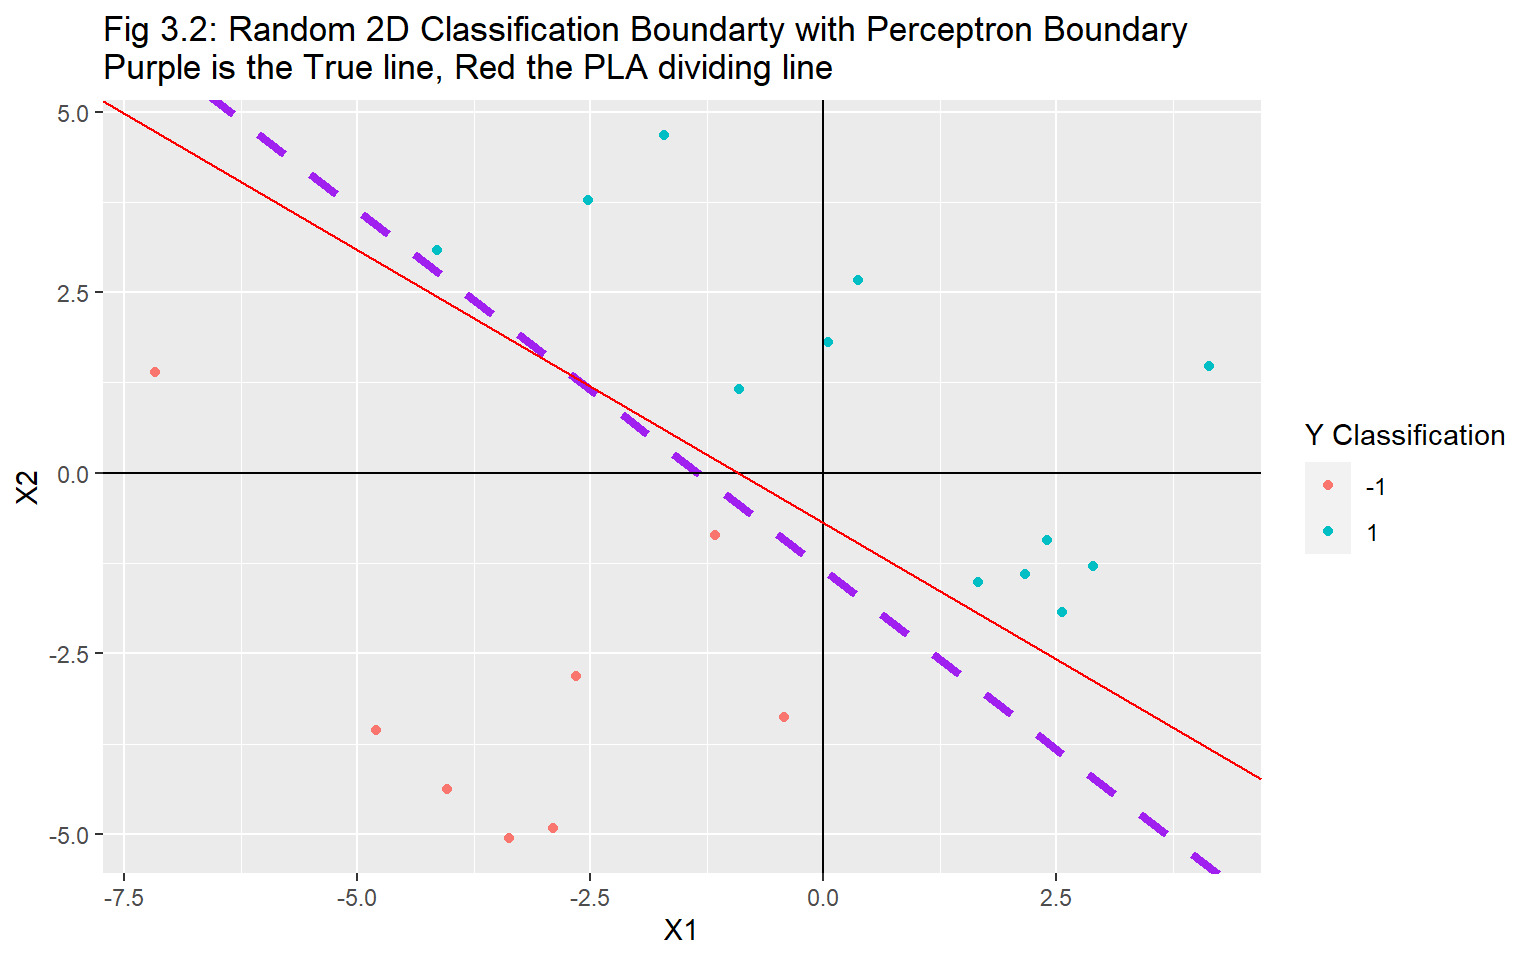 Fig 3.2: Random 2D Classification Boundarty with Perceptron Boundary
Purple is the True line, Red the PLA dividing line
5.0
2.5
0.0
-2.5
-5.0
X2
-7.5
-5.0
-2.5
0.0
2.5
X1
Y Classification
-1
1